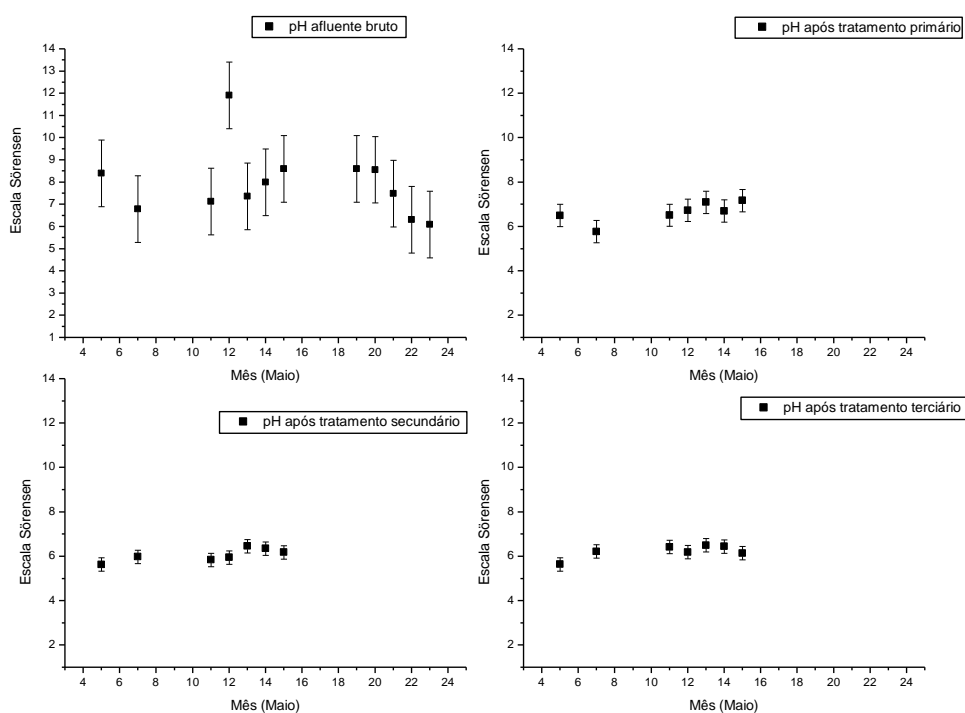 pH afluente bruto
14
13
12
11
10
9
8
7
6
5
4
3
2
1
Escala Sörensen
4 6 8 10 12 14 16 18 20 22 24
Mês (Maio)
pH após tratamento primário
14
12
10
8
6
4
2
Escala Sörensen
4 6 8 10 12 14 16 18 20 22 24
Mês (Maio)
pH após tratamento secundário
14
12
10
8
6
4
2
Escala Sörensen
4 6 8 10 12 14 16 18 20 22 24
Mês (Maio)
pH após tratamento terciário
14
12
10
8
6
4
2
Escala Sörensen
4 6 8 10 12 14 16 18 20 22 24
Mês (Maio)